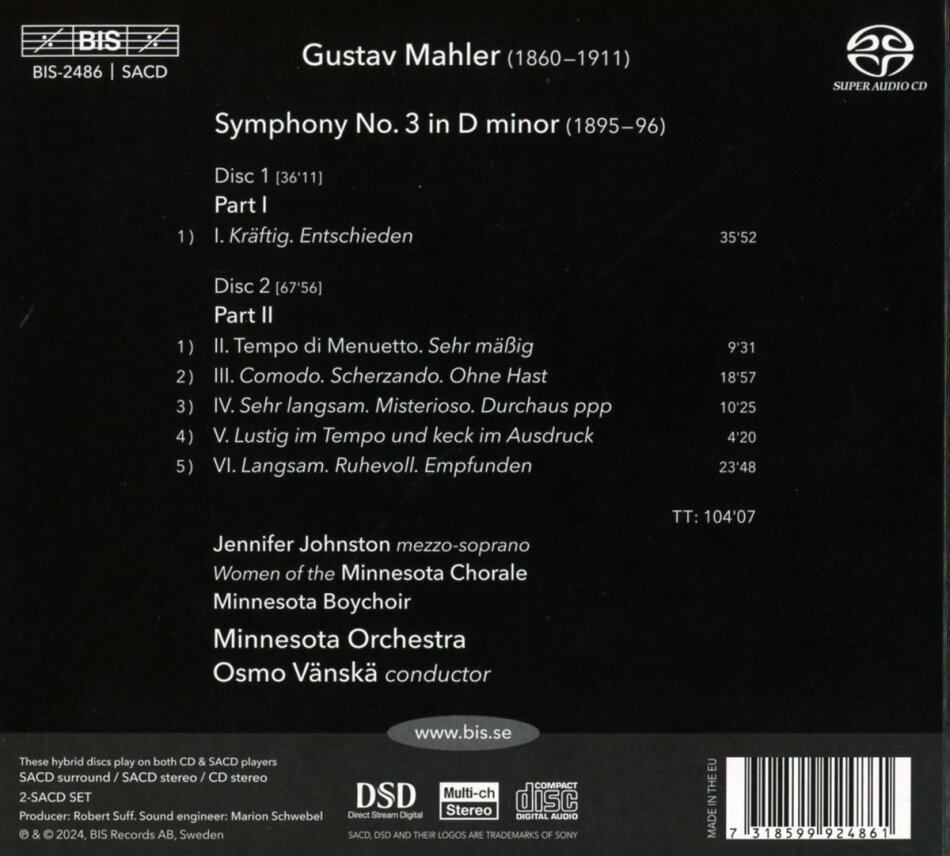 BIS
BIS-2486 | SACD
Gustav Mahler (1860–1911)
SUPER AUDIO CD
Symphony No. 3 in D minor (1895–96)
Disc 1 [36'11]
Part I
1) I. Kräftig. Entschieden 35'52
Disc 2 [67'56]
Part II
1) II. Tempo di Menuetto. Sehr mäßig 9'31
2) III. Comodo. Scherzando. Ohne Hast 18'57
3) IV. Sehr langsam. Misterioso. Durchaus ppp 10'25
4) V. Lustig im Tempo und keck im Ausdruck 4'20
5) VI. Langsam. Ruhevoll. Empfunden 23'48
TT: 104'07
Jennifer Johnston mezzo-soprano
Women of the Minnesota Chorale
Minnesota Boychoir
Minnesota Orchestra
Osmo Vänskä conductor
www.bis.se
These hybrid discs play on both CD & SACD players
SACD surround / SACD stereo / CD stereo
2-SACD SET
Producer: Robert Suff. Sound engineer: Marion Schwebel
℗ & © 2024, BIS Records AB, Sweden
DSD
Direct Stream Digital
Multi-ch
Stereo
COMPACT
disc
DIGITAL AUDIO
SACD, DSD AND THEIR LOGOS ARE TRADEMARKS OF SONY
MADE IN THE EU
7 318599 924861